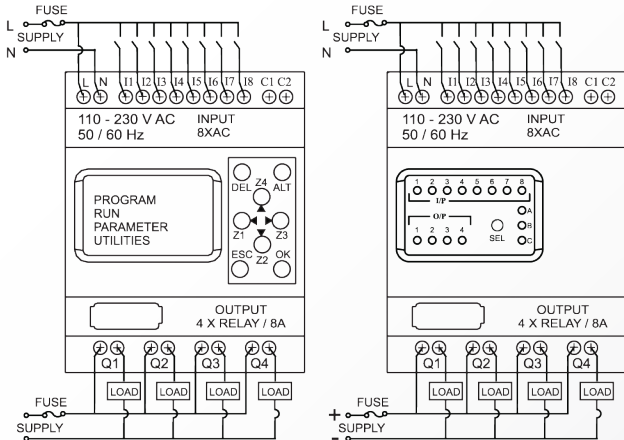 FUSE
L
SUPPLY
N
L N I1 I2 I3 I4 I5 I6 I7 I8 C1 C2
110 - 230 V AC INPUT
50 / 60 Hz 8XAC
PROGRAM
RUN
PARAMETER
UTILITIES
DEL Z4 ALT
Z1 Z3
ESC Z2 OK
OUTPUT
4 X RELAY / 8A
Q1 Q2 Q3 Q4
LOAD LOAD LOAD LOAD
FUSE
SUPPLY
FUSE
L
SUPPLY
N
L N I1 I2 I3 I4 I5 I6 I7 I8 C1 C2
110 - 230 V AC INPUT
50 / 60 Hz 8XAC
1 2 3 4 5 6 7 8
I/P
A
O/P
B
1 2 3 4 SEL
C
OUTPUT
4 X RELAY / 8A
Q1 Q2 Q3 Q4
LOAD LOAD LOAD LOAD
FUSE
+
SUPPLY
-